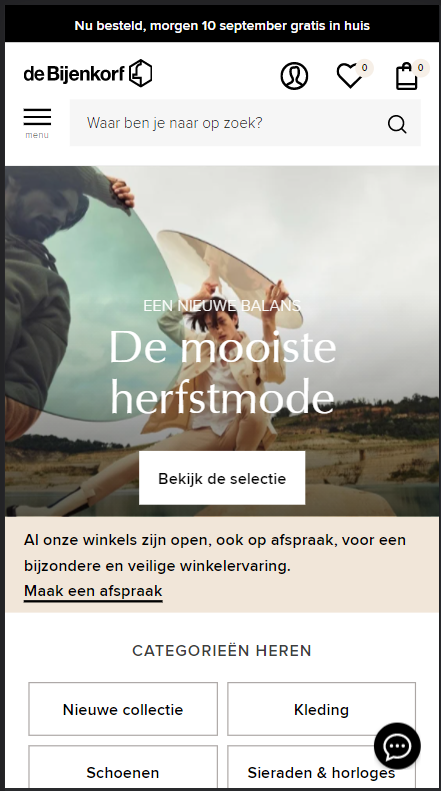 Nu besteld, morgen 10 september gratis in huis
de Bijenkorf
0
0
menu
Waar ben je naar op zoek?
EEN NIEUWE BALANS
De mooiste
herfstmode
Bekijk de selectie
Al onze winkels zijn open, ook op afspraak, voor een
bijzondere en veilige winkelervaring.
Maak een afspraak
CATEGORIEËN HEREN
Nieuwe collectie
Kleding
Schoenen
Sieraden & horloges